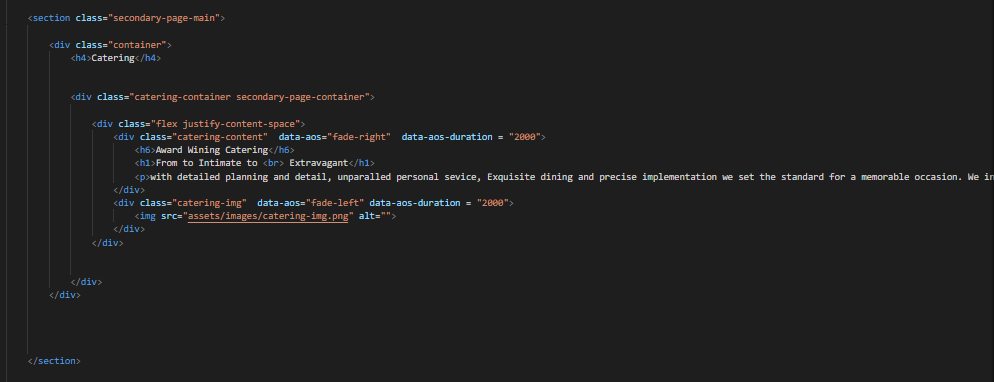 <section class="secondary-page-main">
<div class="container">
<h4>Catering</h4>
<div class="catering-container secondary-page-container">
<div class="flex justify-content-space">
<div class="catering-content"  data-aos="fade-right"  data-aos-duration = "2000">
<h6>Award Wining Catering</h6>
<h1>From to Intimate to <br> Extravagant</h1>
<p>with detailed planning and detail, unparalled personal sevice, Exquisite dining and precise implementation we set the standard for a memorable occasion. We in
</div>
<div class="catering-img"  data-aos="fade-left" data-aos-duration = "2000">
<img src="assets/images/catering-img.png" alt="">
</div>
</div>
</div>
</div>
</section>